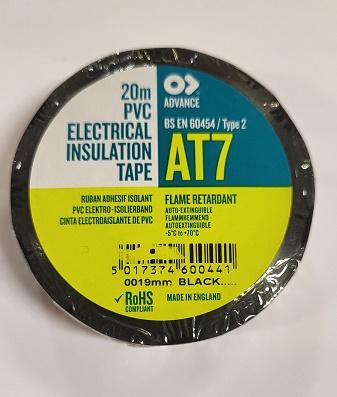 ADVANCE
20m
PVC
ELECTRICAL
INSULATION
TAPE
BS EN 60454 / Type 2
AT7
RUBAN ADHESIF ISOLANT
PVC ELEKTRO-ISOLIERBAND
CINTA ELECTROAISLANTE DE PVC
FLAME RETARDANT
AUTO-EXTINGUIBLE
FLAMMHEMMEND
AUTOEXTINGUIBLE
-5°C to +70°C
5 017374 600441
0019mm BLACK.....
RoHS
COMPLIANT
MADE IN ENGLAND